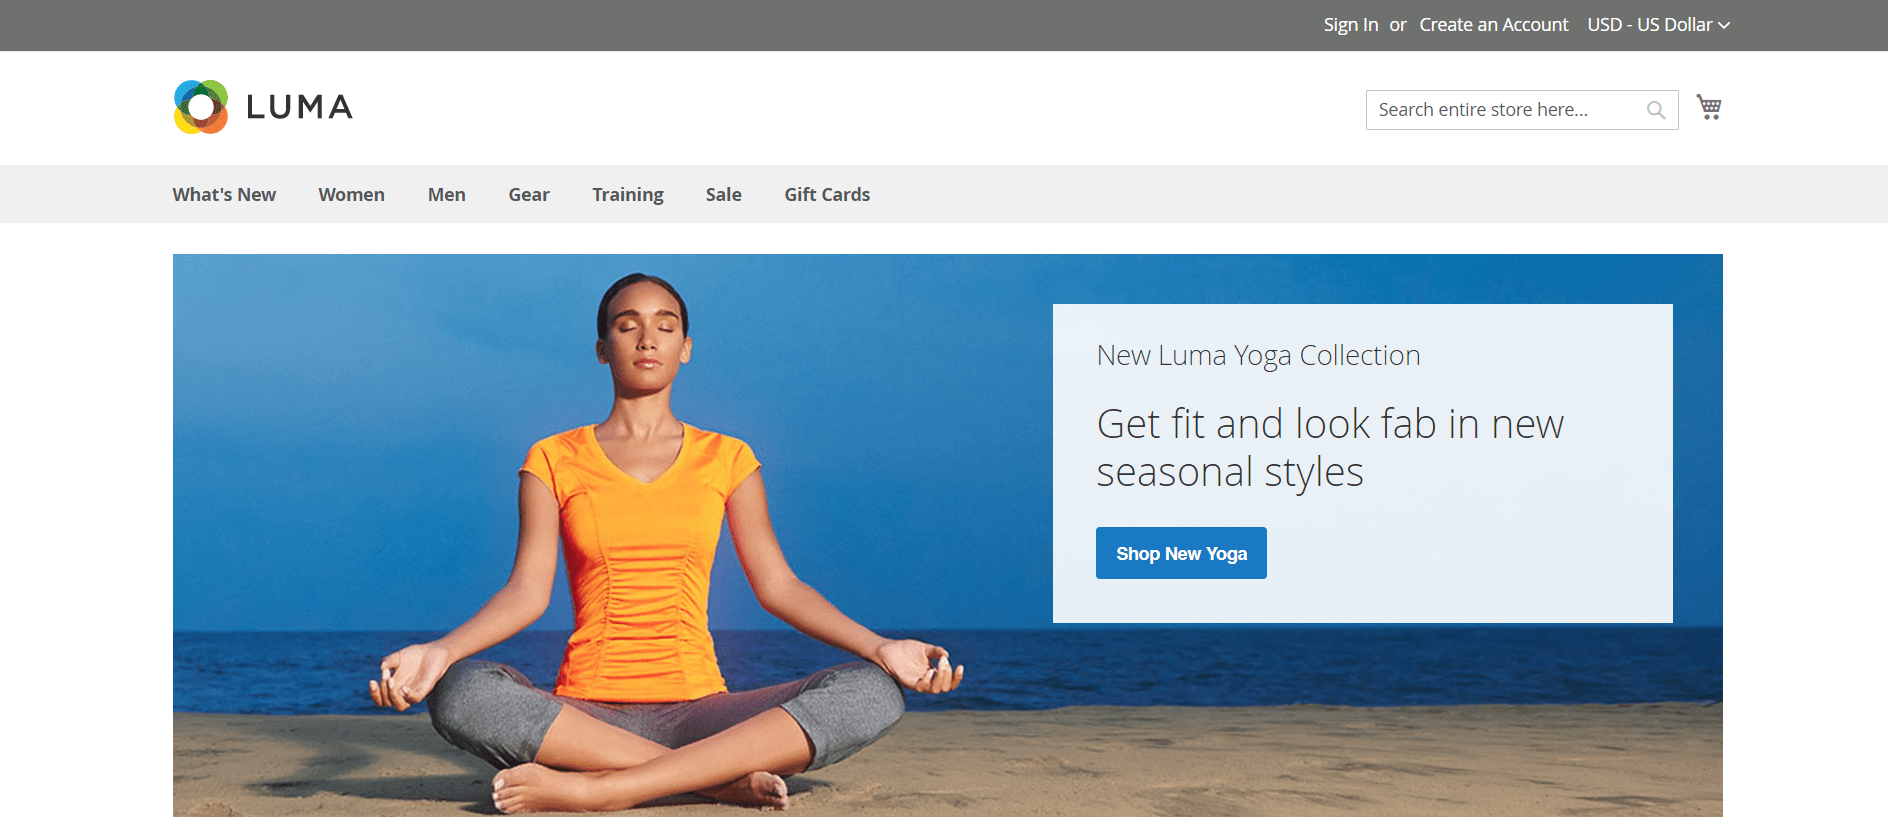 Sign In or Create an Account USD - US Dollar
LUMA
Search entire store here...
What's New Women Men Gear Training Sale Gift Cards
New Luma Yoga Collection
Get fit and look fab in new
seasonal styles
Shop New Yoga